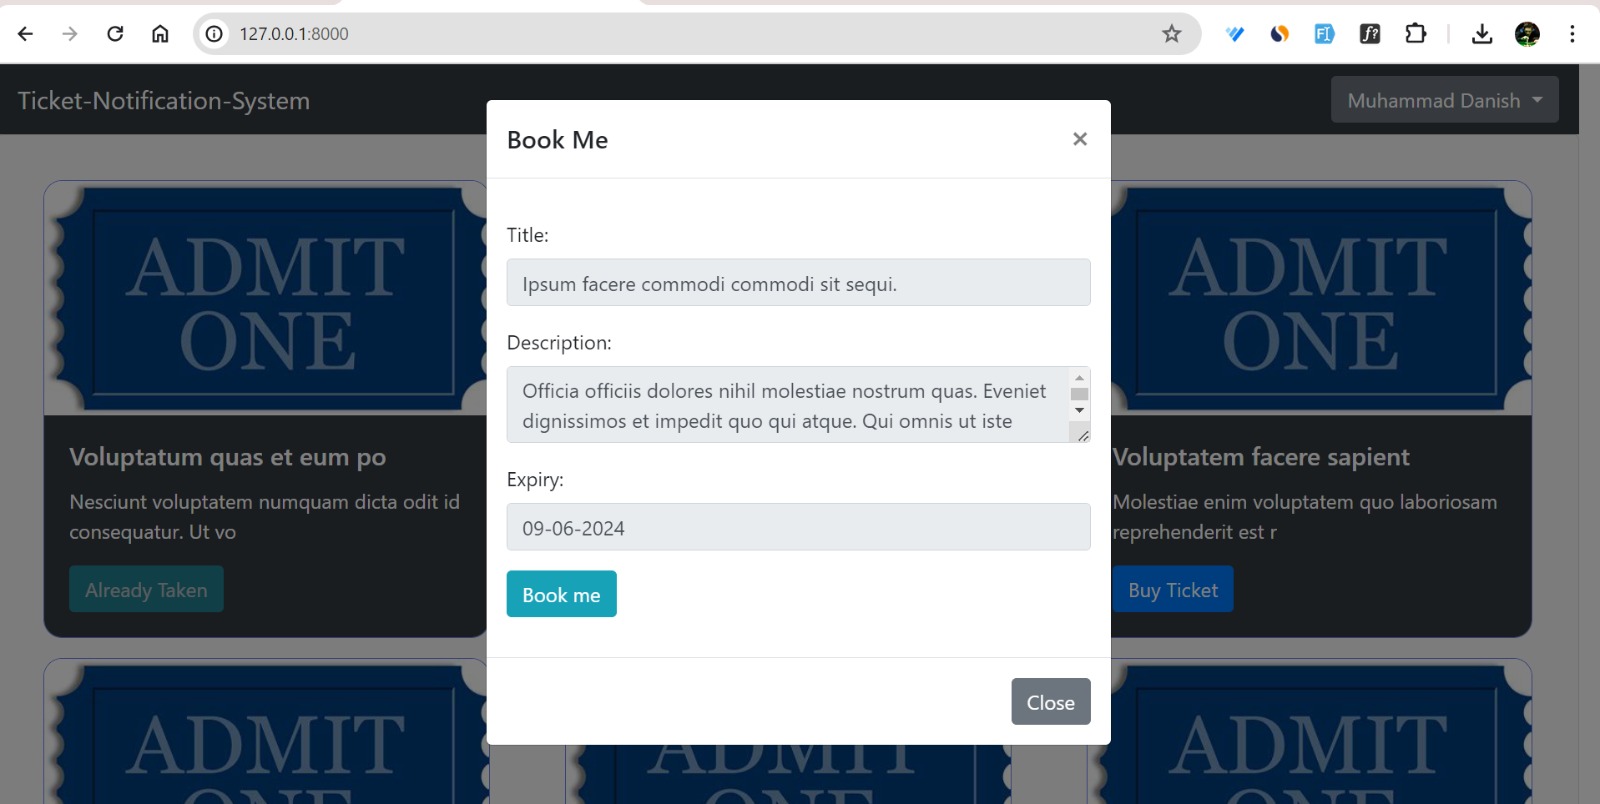 127.0.0.1:8000
Ticket-Notification-System
Muhammad Danish
Book Me
×
Title:
Ipsum facere commodi commodi sit sequi.
Description:
Officia officiis dolores nihil molestiae nostrum quas. Eveniet
dignissimos et impedit quo qui atque. Qui omnis ut iste
Expiry:
09-06-2024
Book me
Close
ADMIT
ONE
Voluptatum quas et eum po
Nesciunt voluptatem numquam dicta odit id
consequatur. Ut vo
Already Taken
ADMIT
ONE
Voluptatem facere sapient
Molestiae enim voluptatem quo laboriosam
reprehenderit est r
Buy Ticket
ADMIT
ONE
ADMIT
ONE
ADMIT
ONE